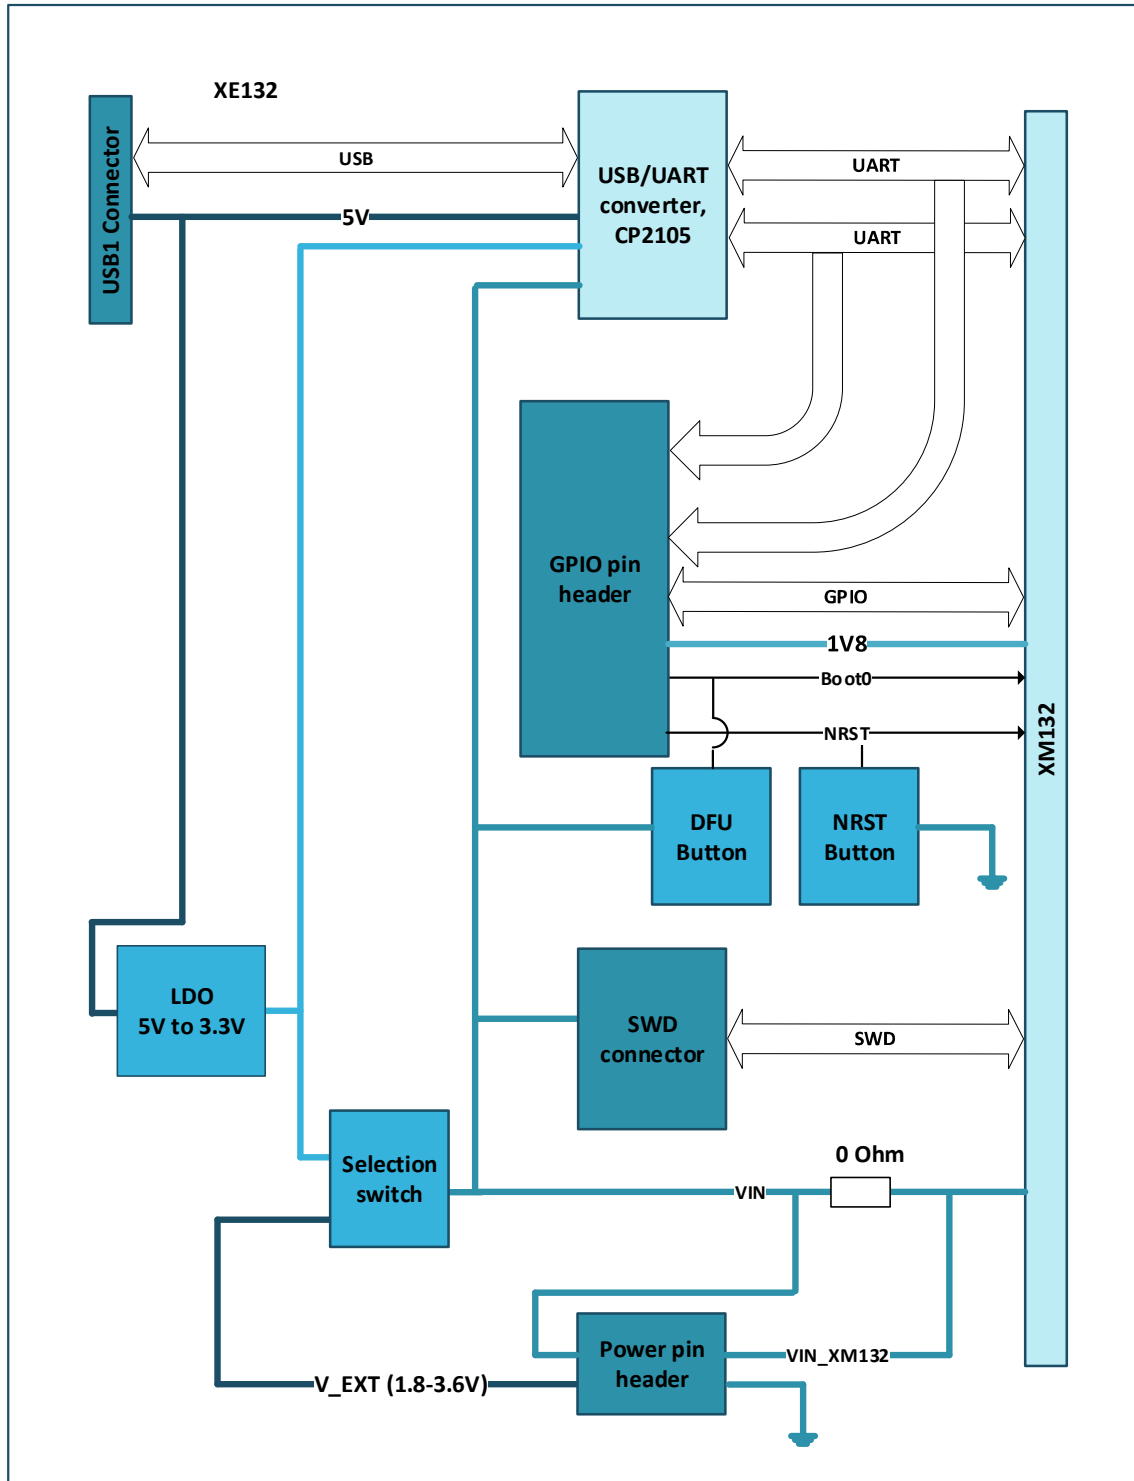 XE132
USB1 Connector
USB
5V
USB/UART
converter,
CP2105
UART
UART
GPIO pin
header
GPIO
1V8
Boot0
NRST
XM132
DFU
Button
NRST
Button
LDO
5V to 3.3V
SWD
connector
SWD
Selection
switch
0 Ohm
VIN
Power pin
header
VIN_XM132
V_EXT (1.8-3.6V)